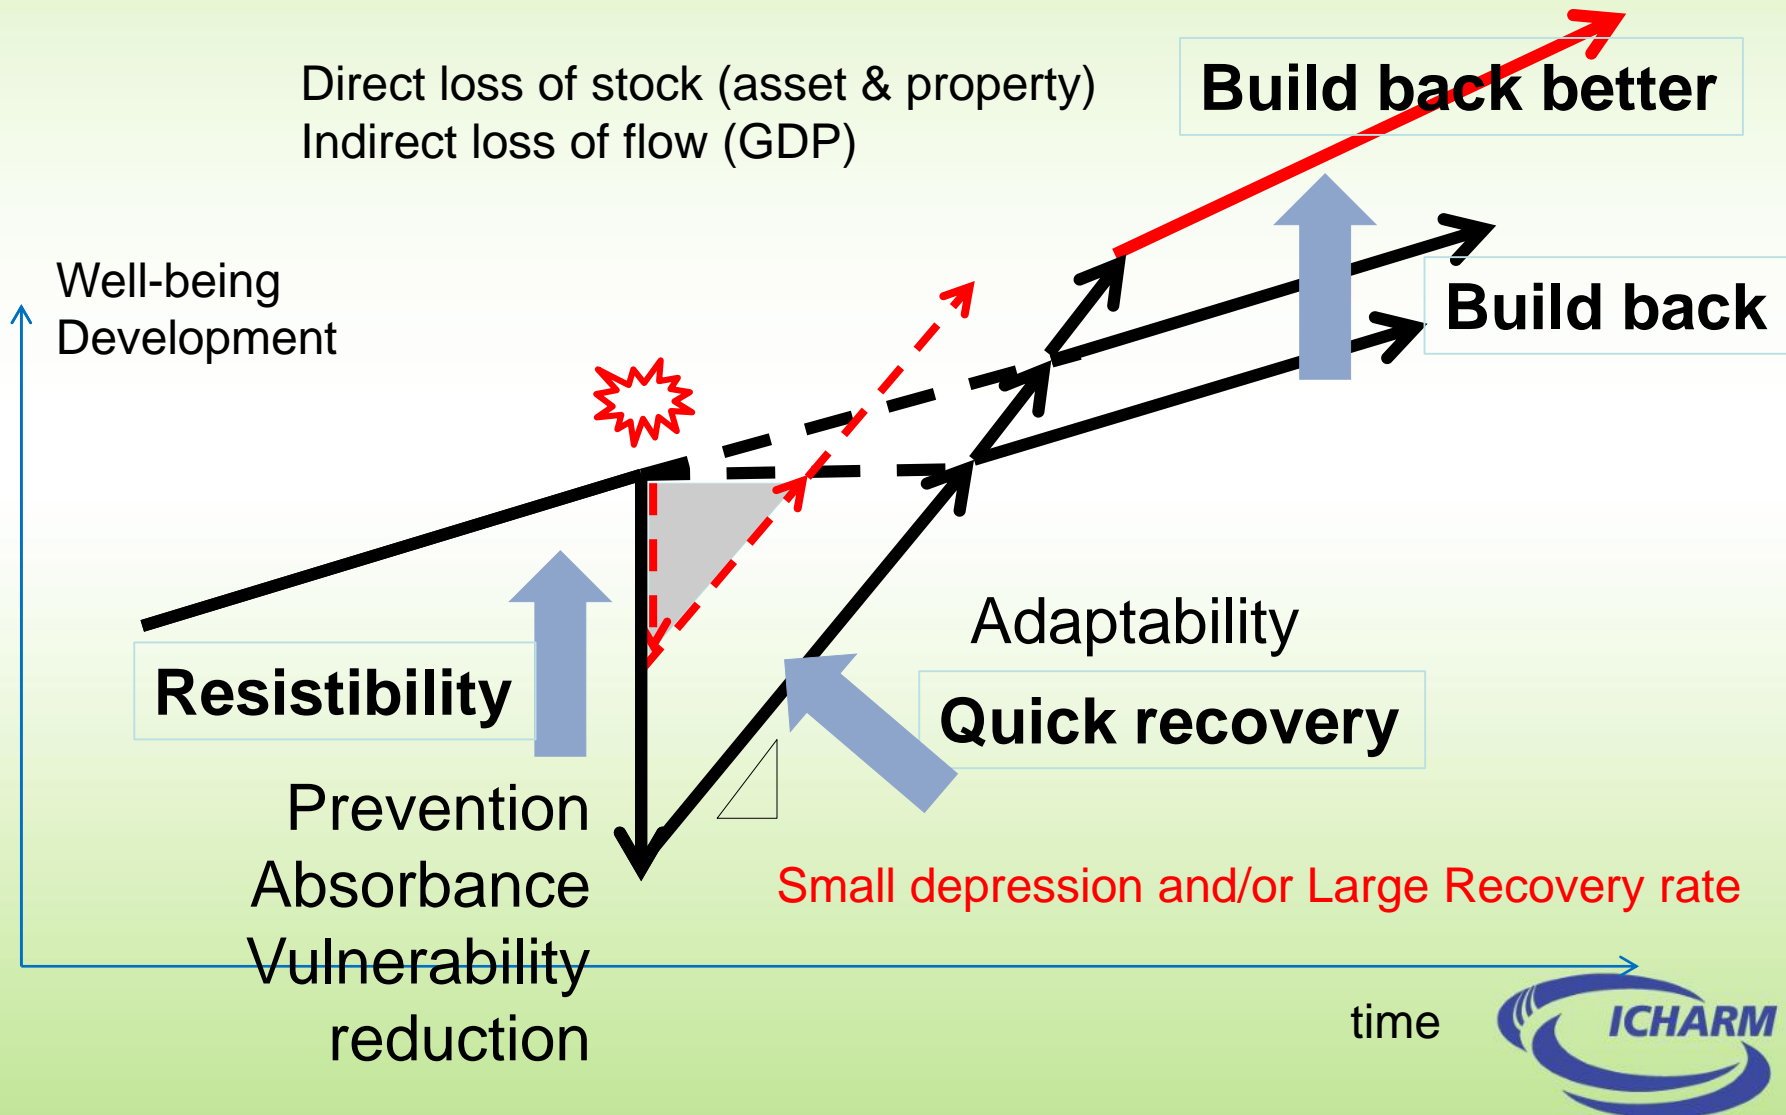 Direct loss of stock (asset & property)
Indirect loss of flow (GDP)
Build back better
Well-being
Development
Build back
Adaptability
Resistibility
Quick recovery
Prevention
Absorbance
Vulnerability
reduction
Small depression and/or Large Recovery rate
time
ICHARM